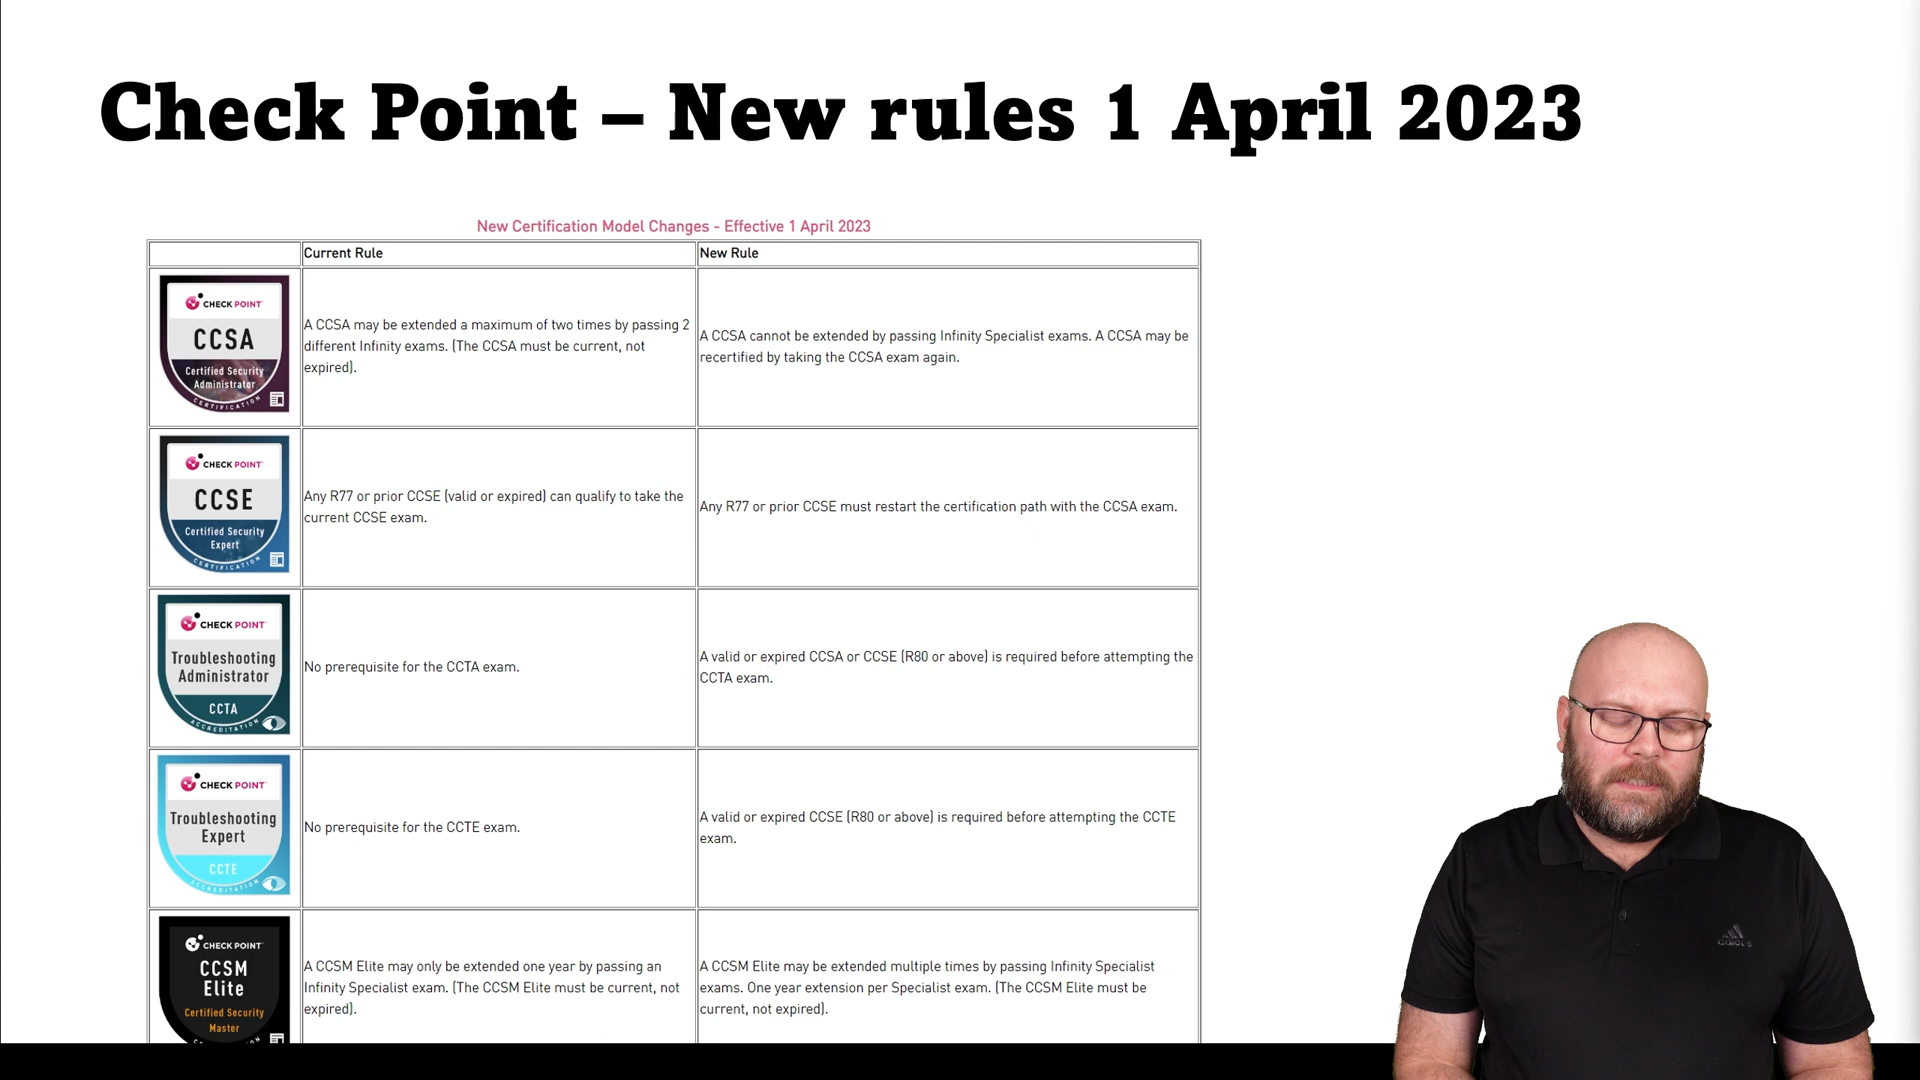 Check Point – New rules 1 April 2023
New Certification Model Changes - Effective 1 April 2023
Current Rule
New Rule
CHECK POINT
CCSA
Certified Security
Administrator
CERTIFICATION
A CCSA may be extended a maximum of two times by passing 2
different Infinity exams. (The CCSA must be current, not
expired).
A CCSA cannot be extended by passing Infinity Specialist exams. A CCSA may be
recertified by taking the CCSA exam again.
CHECK POINT
CCSE
Certified Security
Expert
CERTIFICATION
Any R77 or prior CCSE (valid or expired) can qualify to take the
current CCSE exam.
Any R77 or prior CCSE must restart the certification path with the CCSA exam.
CHECK POINT
Troubleshooting
Administrator
CCTA
ACCREDITATION
No prerequisite for the CCTA exam.
A valid or expired CCSA or CCSE (R80 or above) is required before attempting the
CCTA exam.
CHECK POINT
Troubleshooting
Expert
CCTE
ACCREDITATION
No prerequisite for the CCTE exam.
A valid or expired CCSE (R80 or above) is required before attempting the CCTE
exam.
CHECK POINT
CCSM
Elite
Certified Security
Master
A CCSM Elite may only be extended one year by passing an
Infinity Specialist exam. (The CCSM Elite must be current, not
expired).
A CCSM Elite may be extended multiple times by passing Infinity Specialist
exams. One year extension per Specialist exam. (The CCSM Elite must be
current, not expired).
adidas